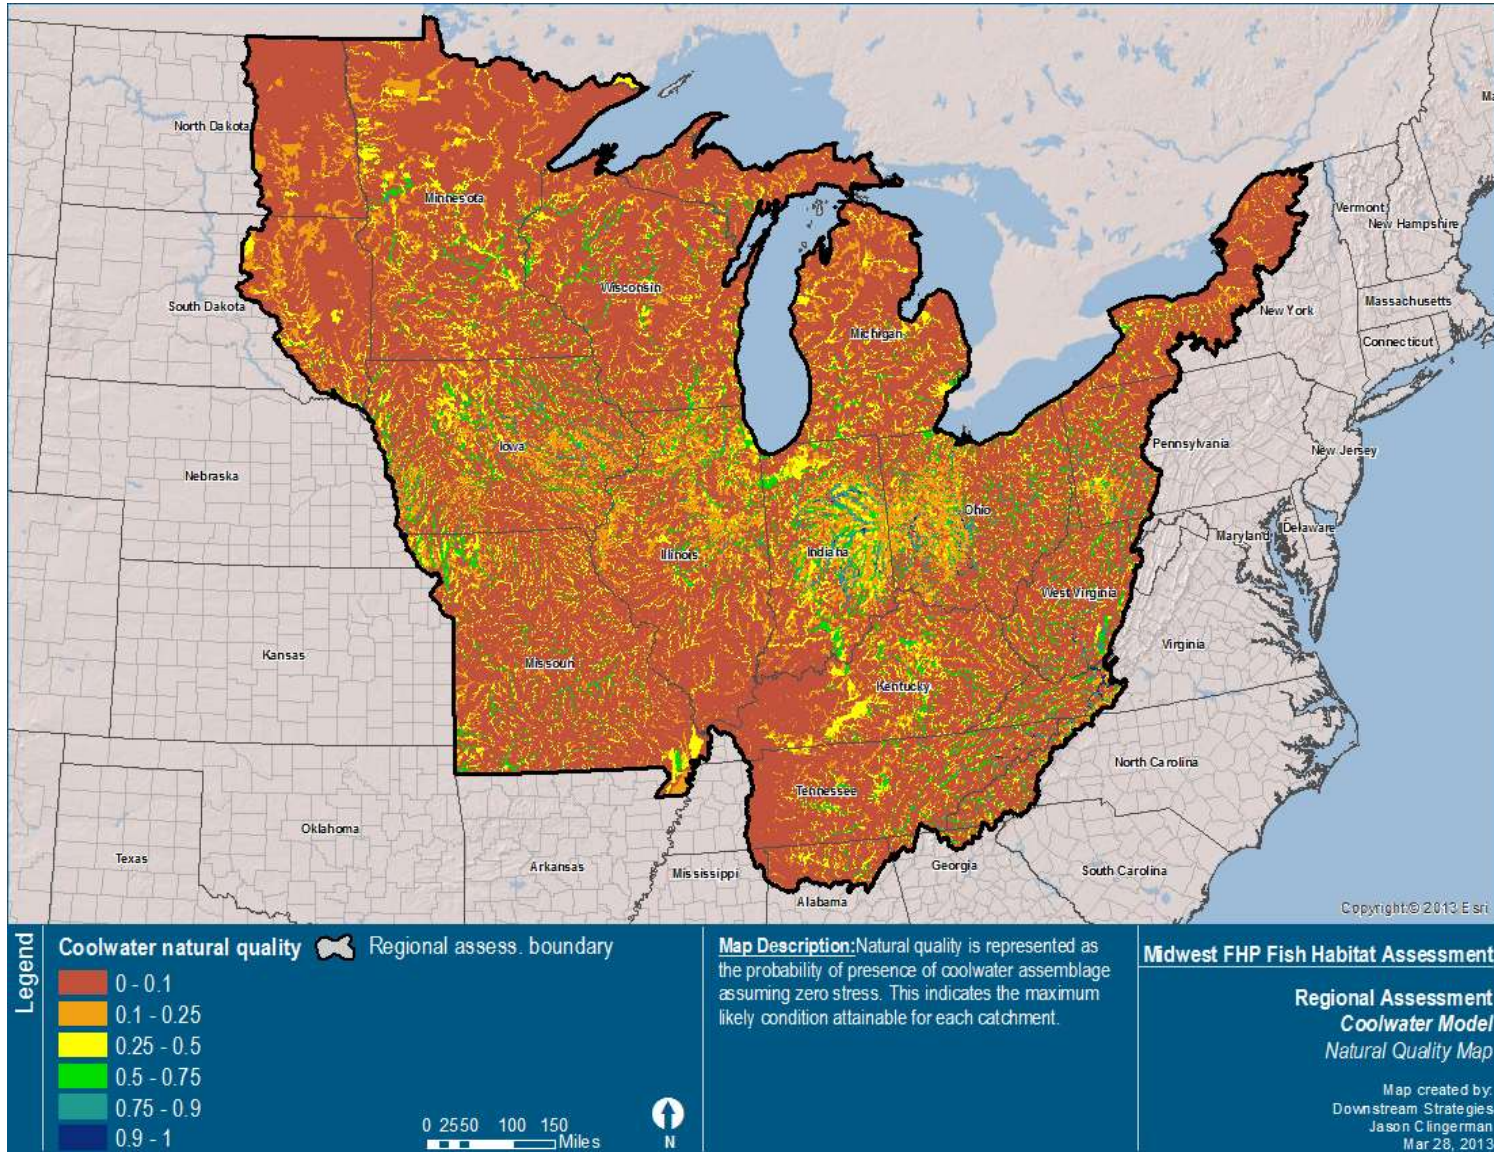 Ma
North Dakota
Minnesota
Vermont
New Hampshire
Wisconsin
South Dakota
Massachusetts
New York
Michigan
Connecticut
Iowa
Pennsylvania
New Jersey
Nebraska
Ohio
Delaware
Maryland
Illinois
Indiana
West Virginia
Virginia
Kansas
Missouri
Kentucky
North Carolina
Tennessee
Oklahoma
Texas
Arkansas
Mississippi
Georgia
South Carolina
Alabama
Copyright:© 2013 Esri
Legend
Coolwater natural quality
Regional assess. boundary
0 - 0.1
0.1 - 0.25
0.25 - 0.5
0.5 - 0.75
0.75 - 0.9
0.9 - 1
0 25 50 100 150
Miles
N
Map Description:Natural quality is represented as
the probability of presence of coolwater assemblage
assuming zero stress. This indicates the maximum
likely condition attainable for each catchment.
Midwest FHP Fish Habitat Assessment
Regional Assessment
Coolwater Model
Natural Quality Map
Map created by:
Downstream Strategies
Jason Clingerman
Mar 28, 2013